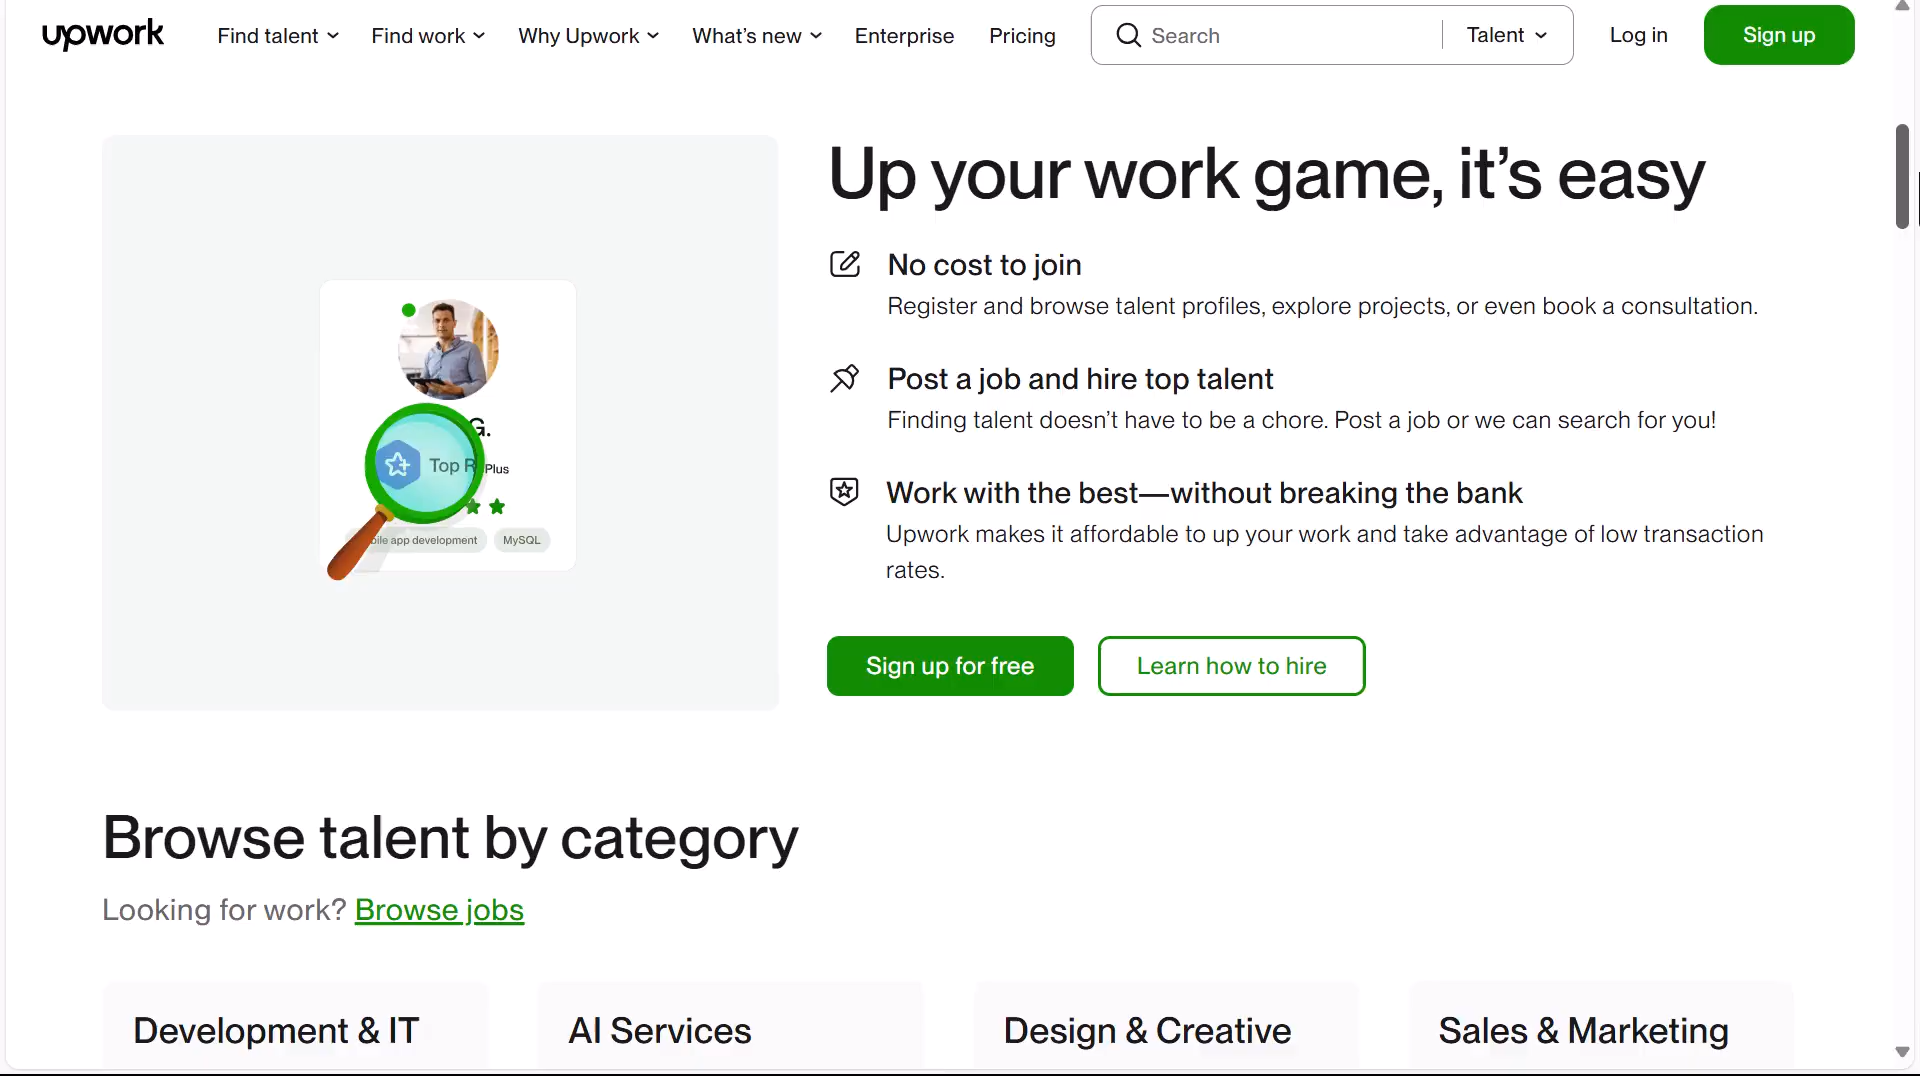 upwork
Find talent
Find work
Why Upwork
What's new
Enterprise
Pricing
Search
Talent
Log in
Sign up
G.
Top R
Plus
ile app development
MySQL
Up your work game, it's easy
No cost to join
Register and browse talent profiles, explore projects, or even book a consultation.
Post a job and hire top talent
Finding talent doesn't have to be a chore. Post a job or we can search for you!
Work with the best—without breaking the bank
Upwork makes it affordable to up your work and take advantage of low transaction
rates.
Sign up for free
Learn how to hire
Browse talent by category
Looking for work? Browse jobs
Development & IT
AI Services
Design & Creative
Sales & Marketing